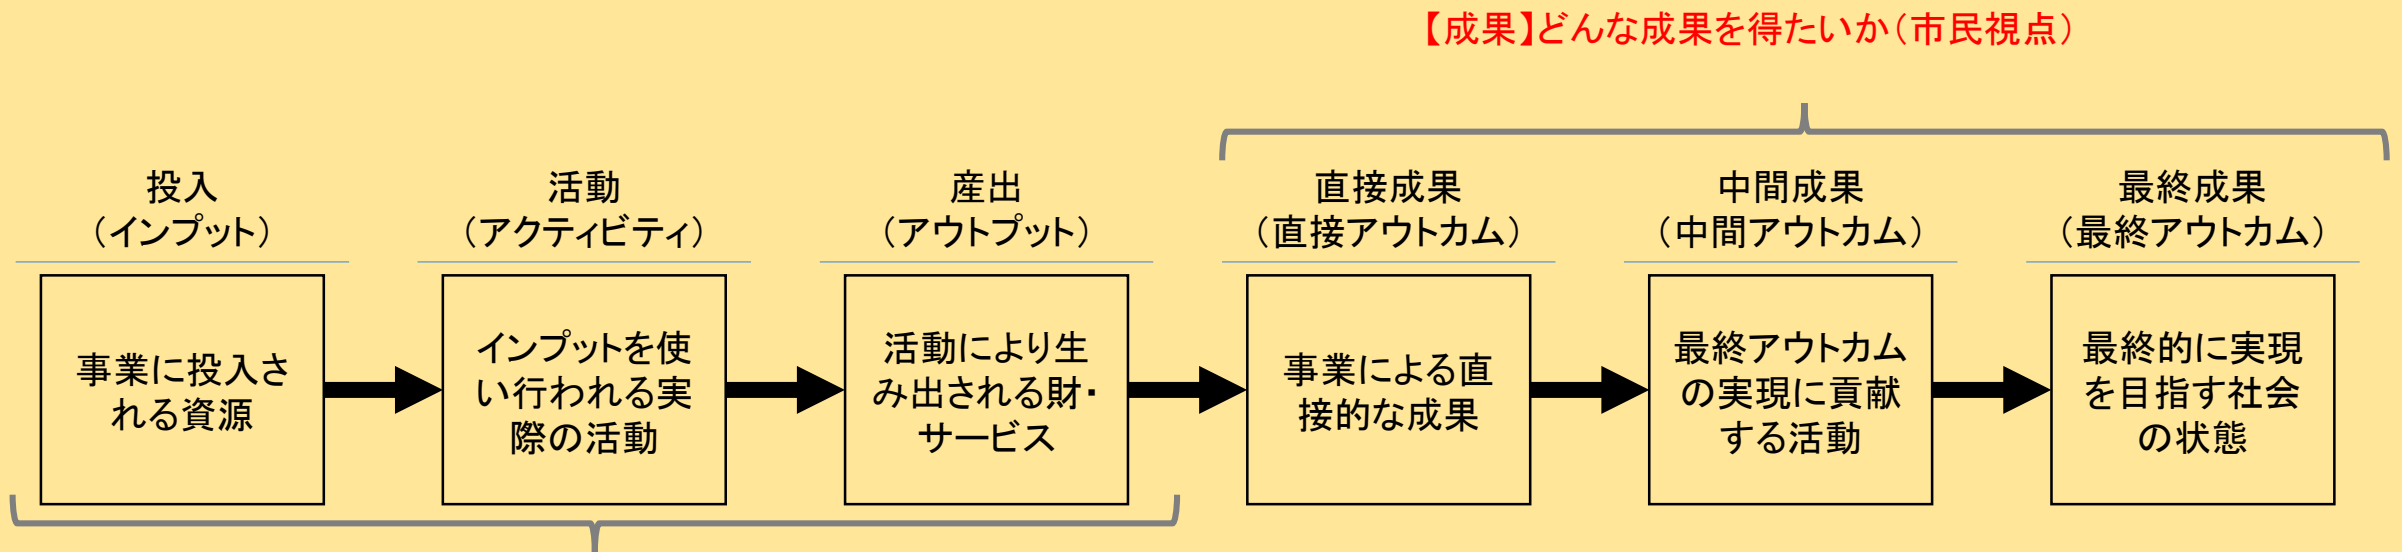 【成果】どんな成果を得たいか（市民視点）
投入
（インプット）
活動
（アクティビティ）
産出
（アウトプット）
直接成果
（直接アウトカム）
中間成果
（中間アウトカム）
最終成果
（最終アウトカム）
事業に投入さ
れる資源
インプットを使
い行われる実
際の活動
活動により生
み出される財・
サービス
事業による直
接的な成果
最終アウトカム
の実現に貢献
する活動
最終的に実現
を目指す社会
の状態